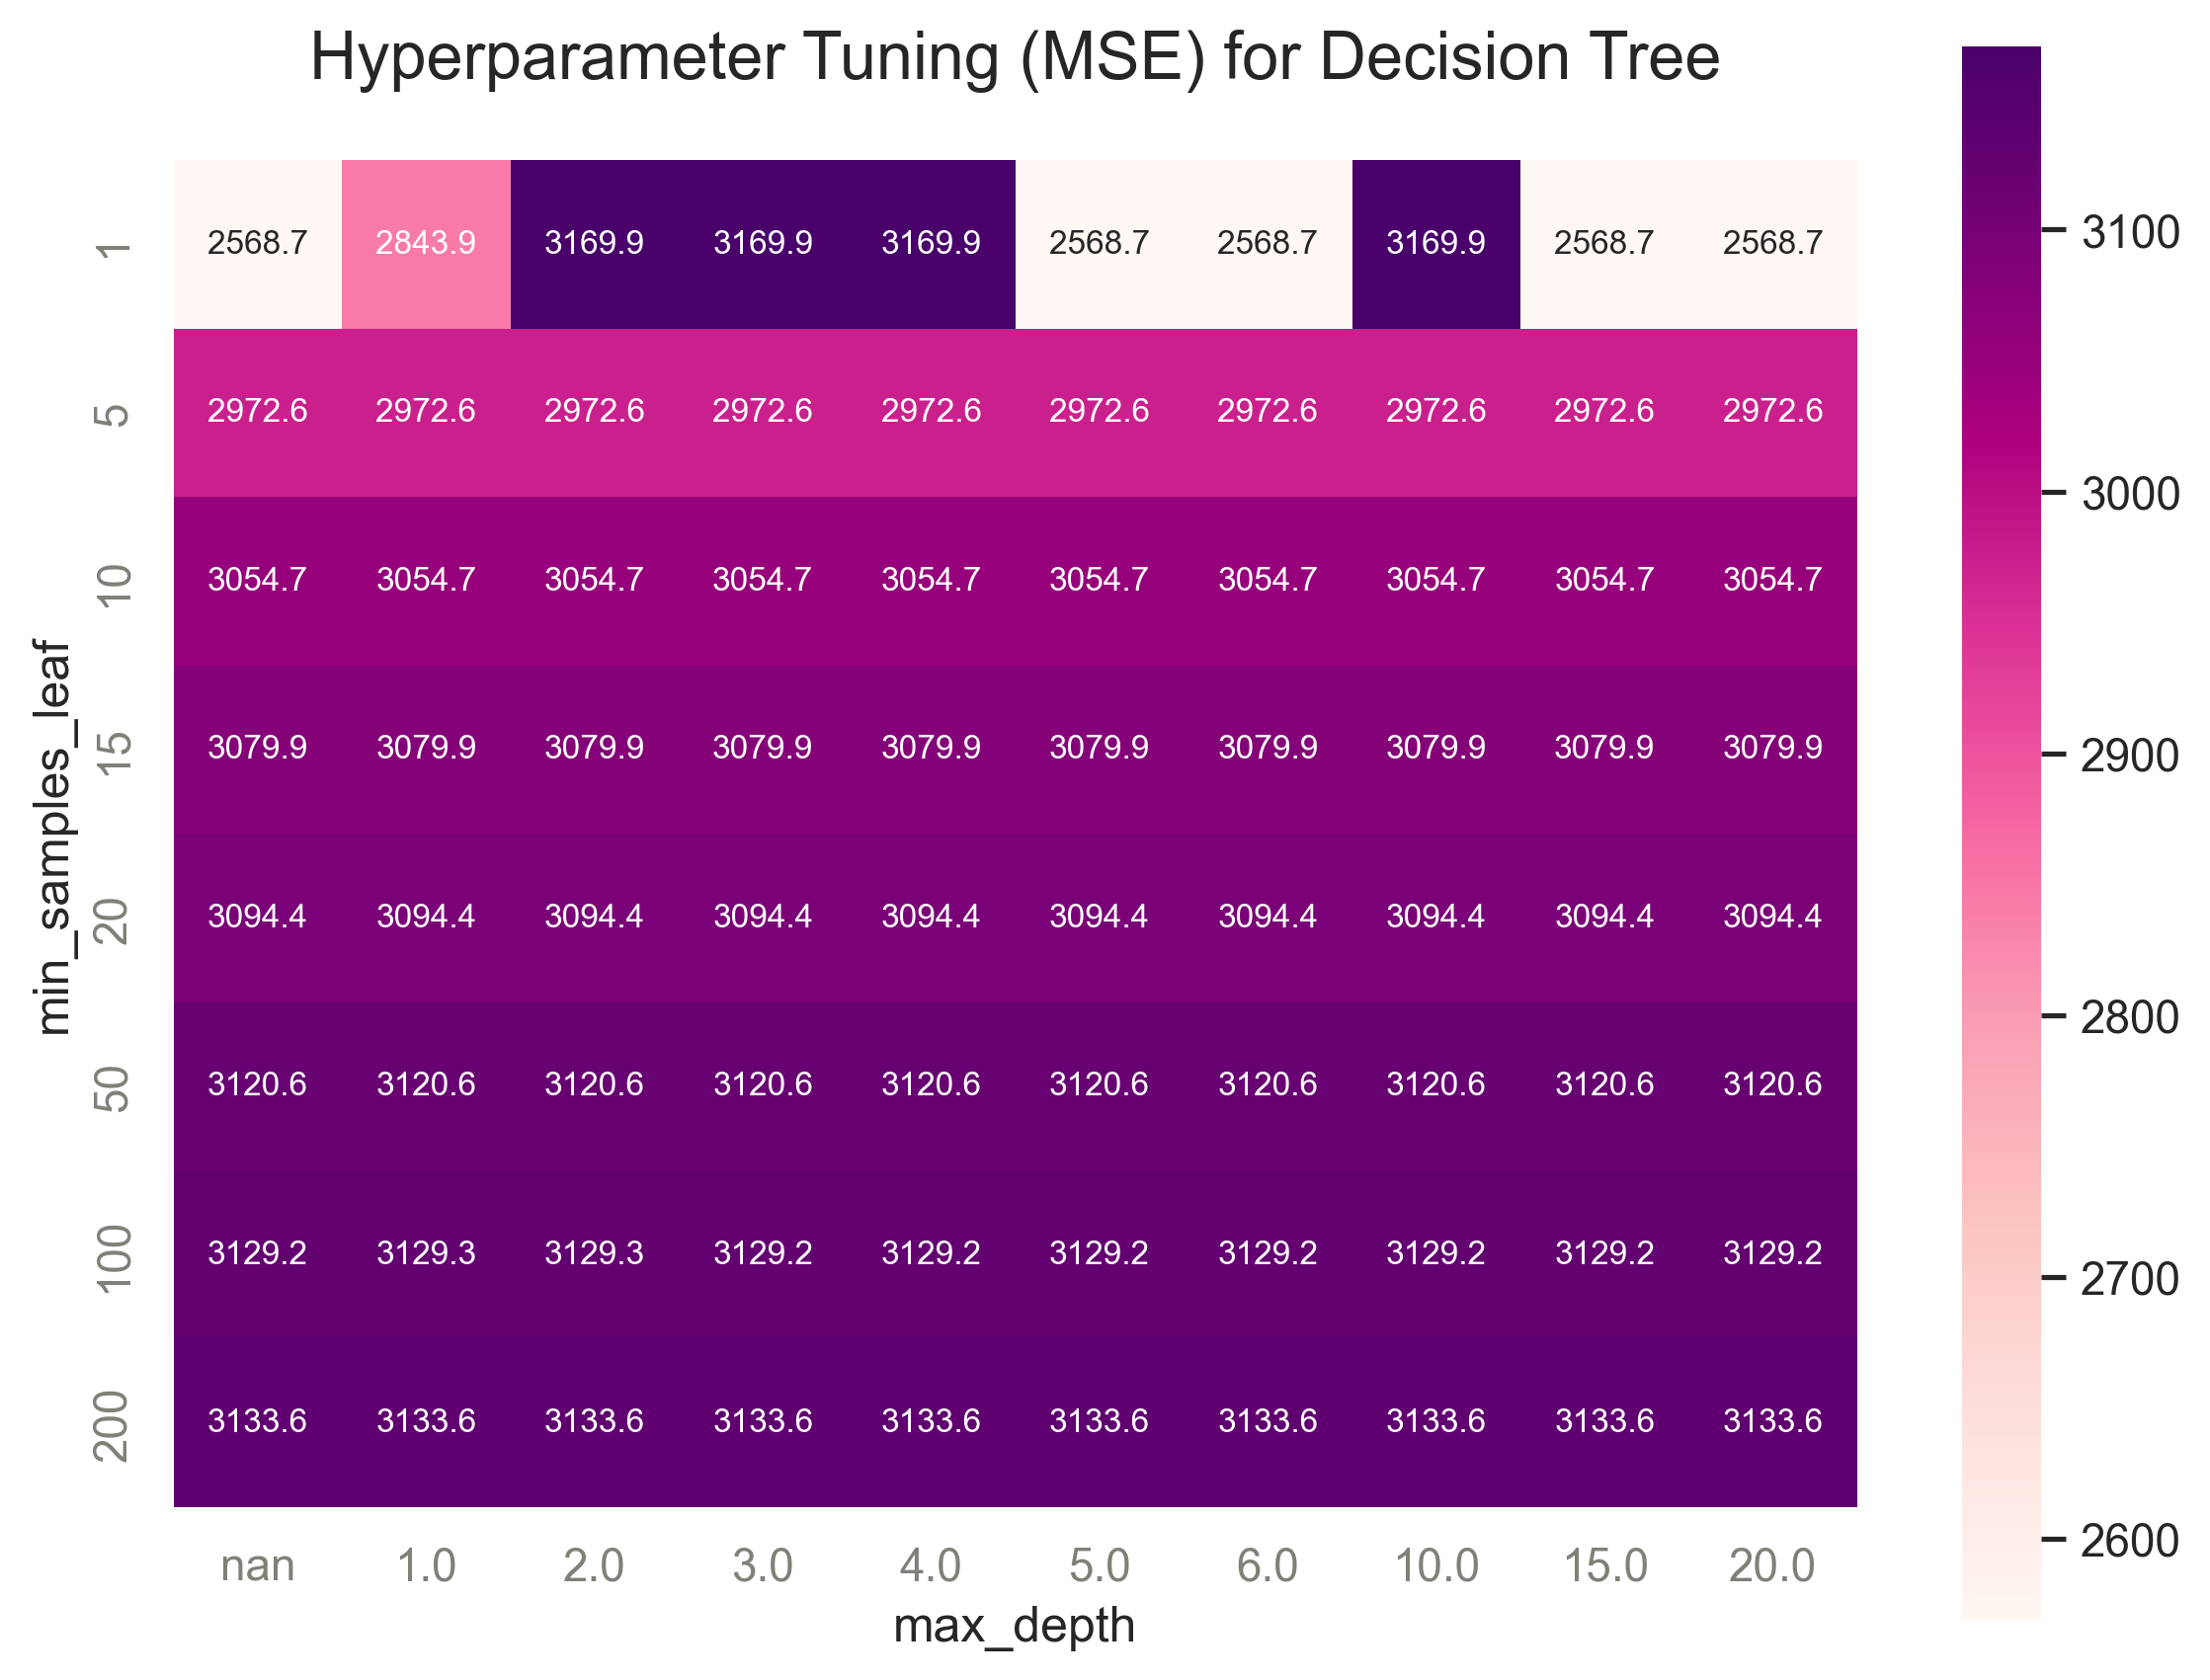 Hyperparameter Tuning (MSE) for Decision Tree
1 2568.7 2843.9 3169.9 3169.9 3169.9 2568.7 2568.7 3169.9 2568.7 2568.7
5 2972.6 2972.6 2972.6 2972.6 2972.6 2972.6 2972.6 2972.6 2972.6 2972.6
10 3054.7 3054.7 3054.7 3054.7 3054.7 3054.7 3054.7 3054.7 3054.7 3054.7
15 3079.9 3079.9 3079.9 3079.9 3079.9 3079.9 3079.9 3079.9 3079.9 3079.9
20 3094.4 3094.4 3094.4 3094.4 3094.4 3094.4 3094.4 3094.4 3094.4 3094.4
50 3120.6 3120.6 3120.6 3120.6 3120.6 3120.6 3120.6 3120.6 3120.6 3120.6
100 3129.2 3129.3 3129.3 3129.2 3129.2 3129.2 3129.2 3129.2 3129.2 3129.2
200 3133.6 3133.6 3133.6 3133.6 3133.6 3133.6 3133.6 3133.6 3133.6 3133.6
nan 1.0 2.0 3.0 4.0 5.0 6.0 10.0 15.0 20.0
max_depth
min_samples_leaf
3100
3000
2900
2800
2700
2600